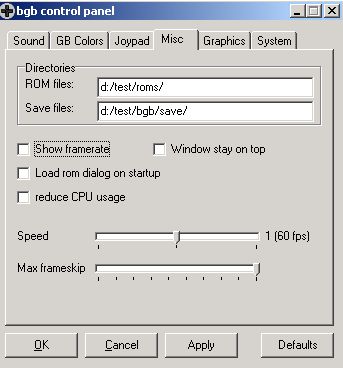 bgb control panel
Sound GB Colors Joypad Misc Graphics System
Directories
ROM files: d:/test/roms/
Save files: d:/test/bgb/save/
Show framerate Window stay on top
Load rom dialog on startup
reduce CPU usage
Speed 1 (60 fps)
Max frameskip
OK Cancel Apply Defaults